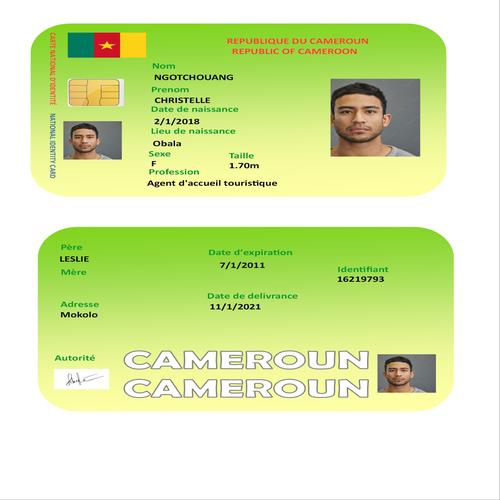 REPUBLIQUE DU CAMEROUN
REPUBLIC OF CAMEROON
CARTE NATIONAL D'IDENTITE
NATIONAL IDENTITY CARD
Nom
NGOTCHOUANG
Prenom
CHRISTELLE
Date de naissance
2/1/2018
Lieu de naissance
Obala
Sexe Taille
F 1.70m
Profession
Agent d'accueil touristique
Père
LESLIE
Mère
Date d'expiration
7/1/2011
Identifiant
16219793
Adresse
Mokolo
Date de delivrance
11/1/2021
Autorité
CAMEROUN
CAMEROUN